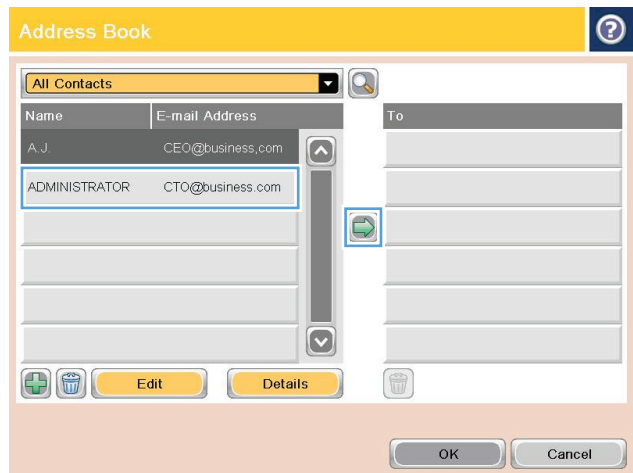 Address Book
?
All Contacts
Name E-mail Address To
A.J. CEO@business,com
ADMINISTRATOR CTO@business.com
Edit Details
OK Cancel